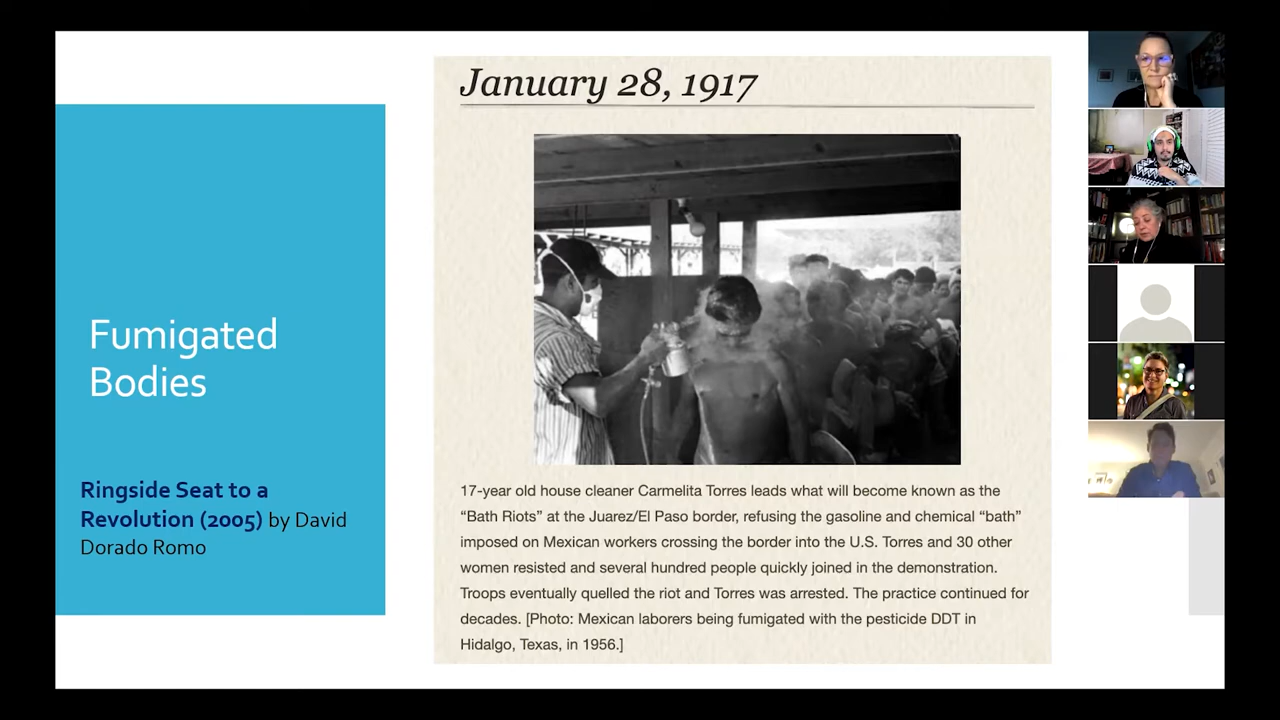 January 28, 1917
Fumigated
Bodies
Ringside Seat to a
Revolution (2005) by David
Dorado Romo
17-year old house cleaner Carmelita Torres leads what will become known as the
“Bath Riots” at the Juarez/El Paso border, refusing the gasoline and chemical “bath”
imposed on Mexican workers crossing the border into the U.S. Torres and 30 other
women resisted and several hundred people quickly joined in the demonstration.
Troops eventually quelled the riot and Torres was arrested. The practice continued for
decades. [Photo: Mexican laborers being fumigated with the pesticide DDT in
Hidalgo, Texas, in 1956.]